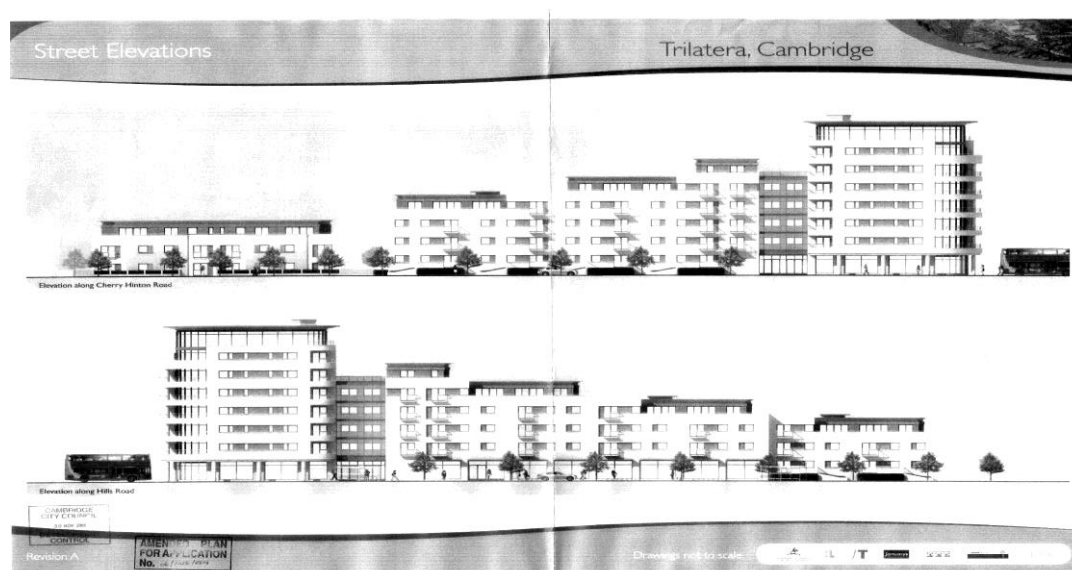 Street Elevations
Trilatera, Cambridge
Elevation along Cherry Hinton Road
Elevation along Hills Road
CAMBRIDGE
CITY COUNCIL
CONTROL
AMENDED PLAN
FOR APPLICATION
No.
Revision:A
Drawings not to scale